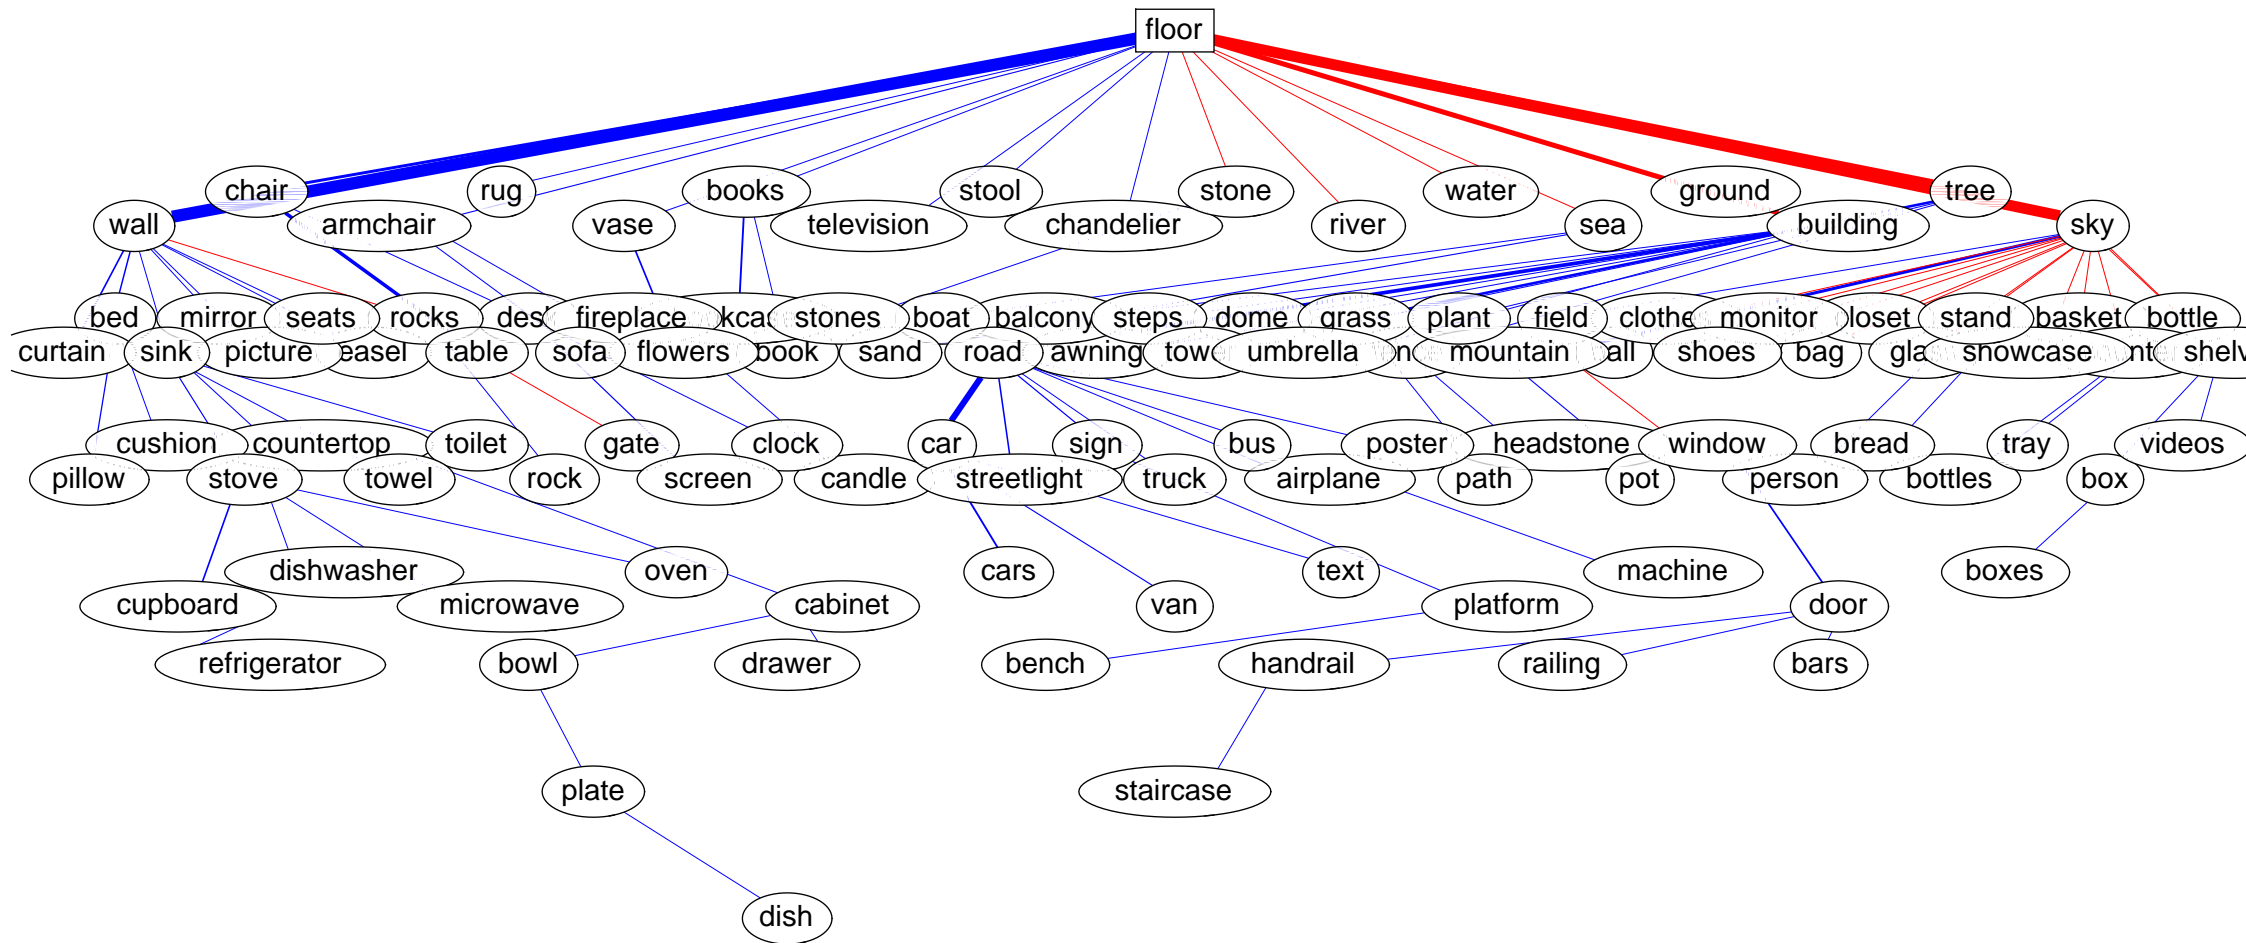 floor
chair
rug
books
stool
stone
water
ground
tree
wall
armchair
vase
television
chandelier
river
sea
building
sky
bed
mirror
seats
rocks
fireplace
stones
boat
balcony
steps
dome
grass
plant
field
monitor
stand
basket
bottle
curtain
sink
picture
easel
table
sofa
flowers
book
sand
road
awning
umbrella
mountain
shoes
bag
snowcase
cushion
countertop
toilet
gate
clock
car
sign
bus
poster
headstone
window
bread
tray
videos
pillow
stove
towel
rock
screen
candle
streetlight
truck
airplane
path
pot
person
bottles
box
dishwasher
oven
cars
text
machine
boxes
cupboard
microwave
cabinet
van
platform
door
refrigerator
bowl
drawer
bench
handrail
railing
bars
plate
staircase
dish